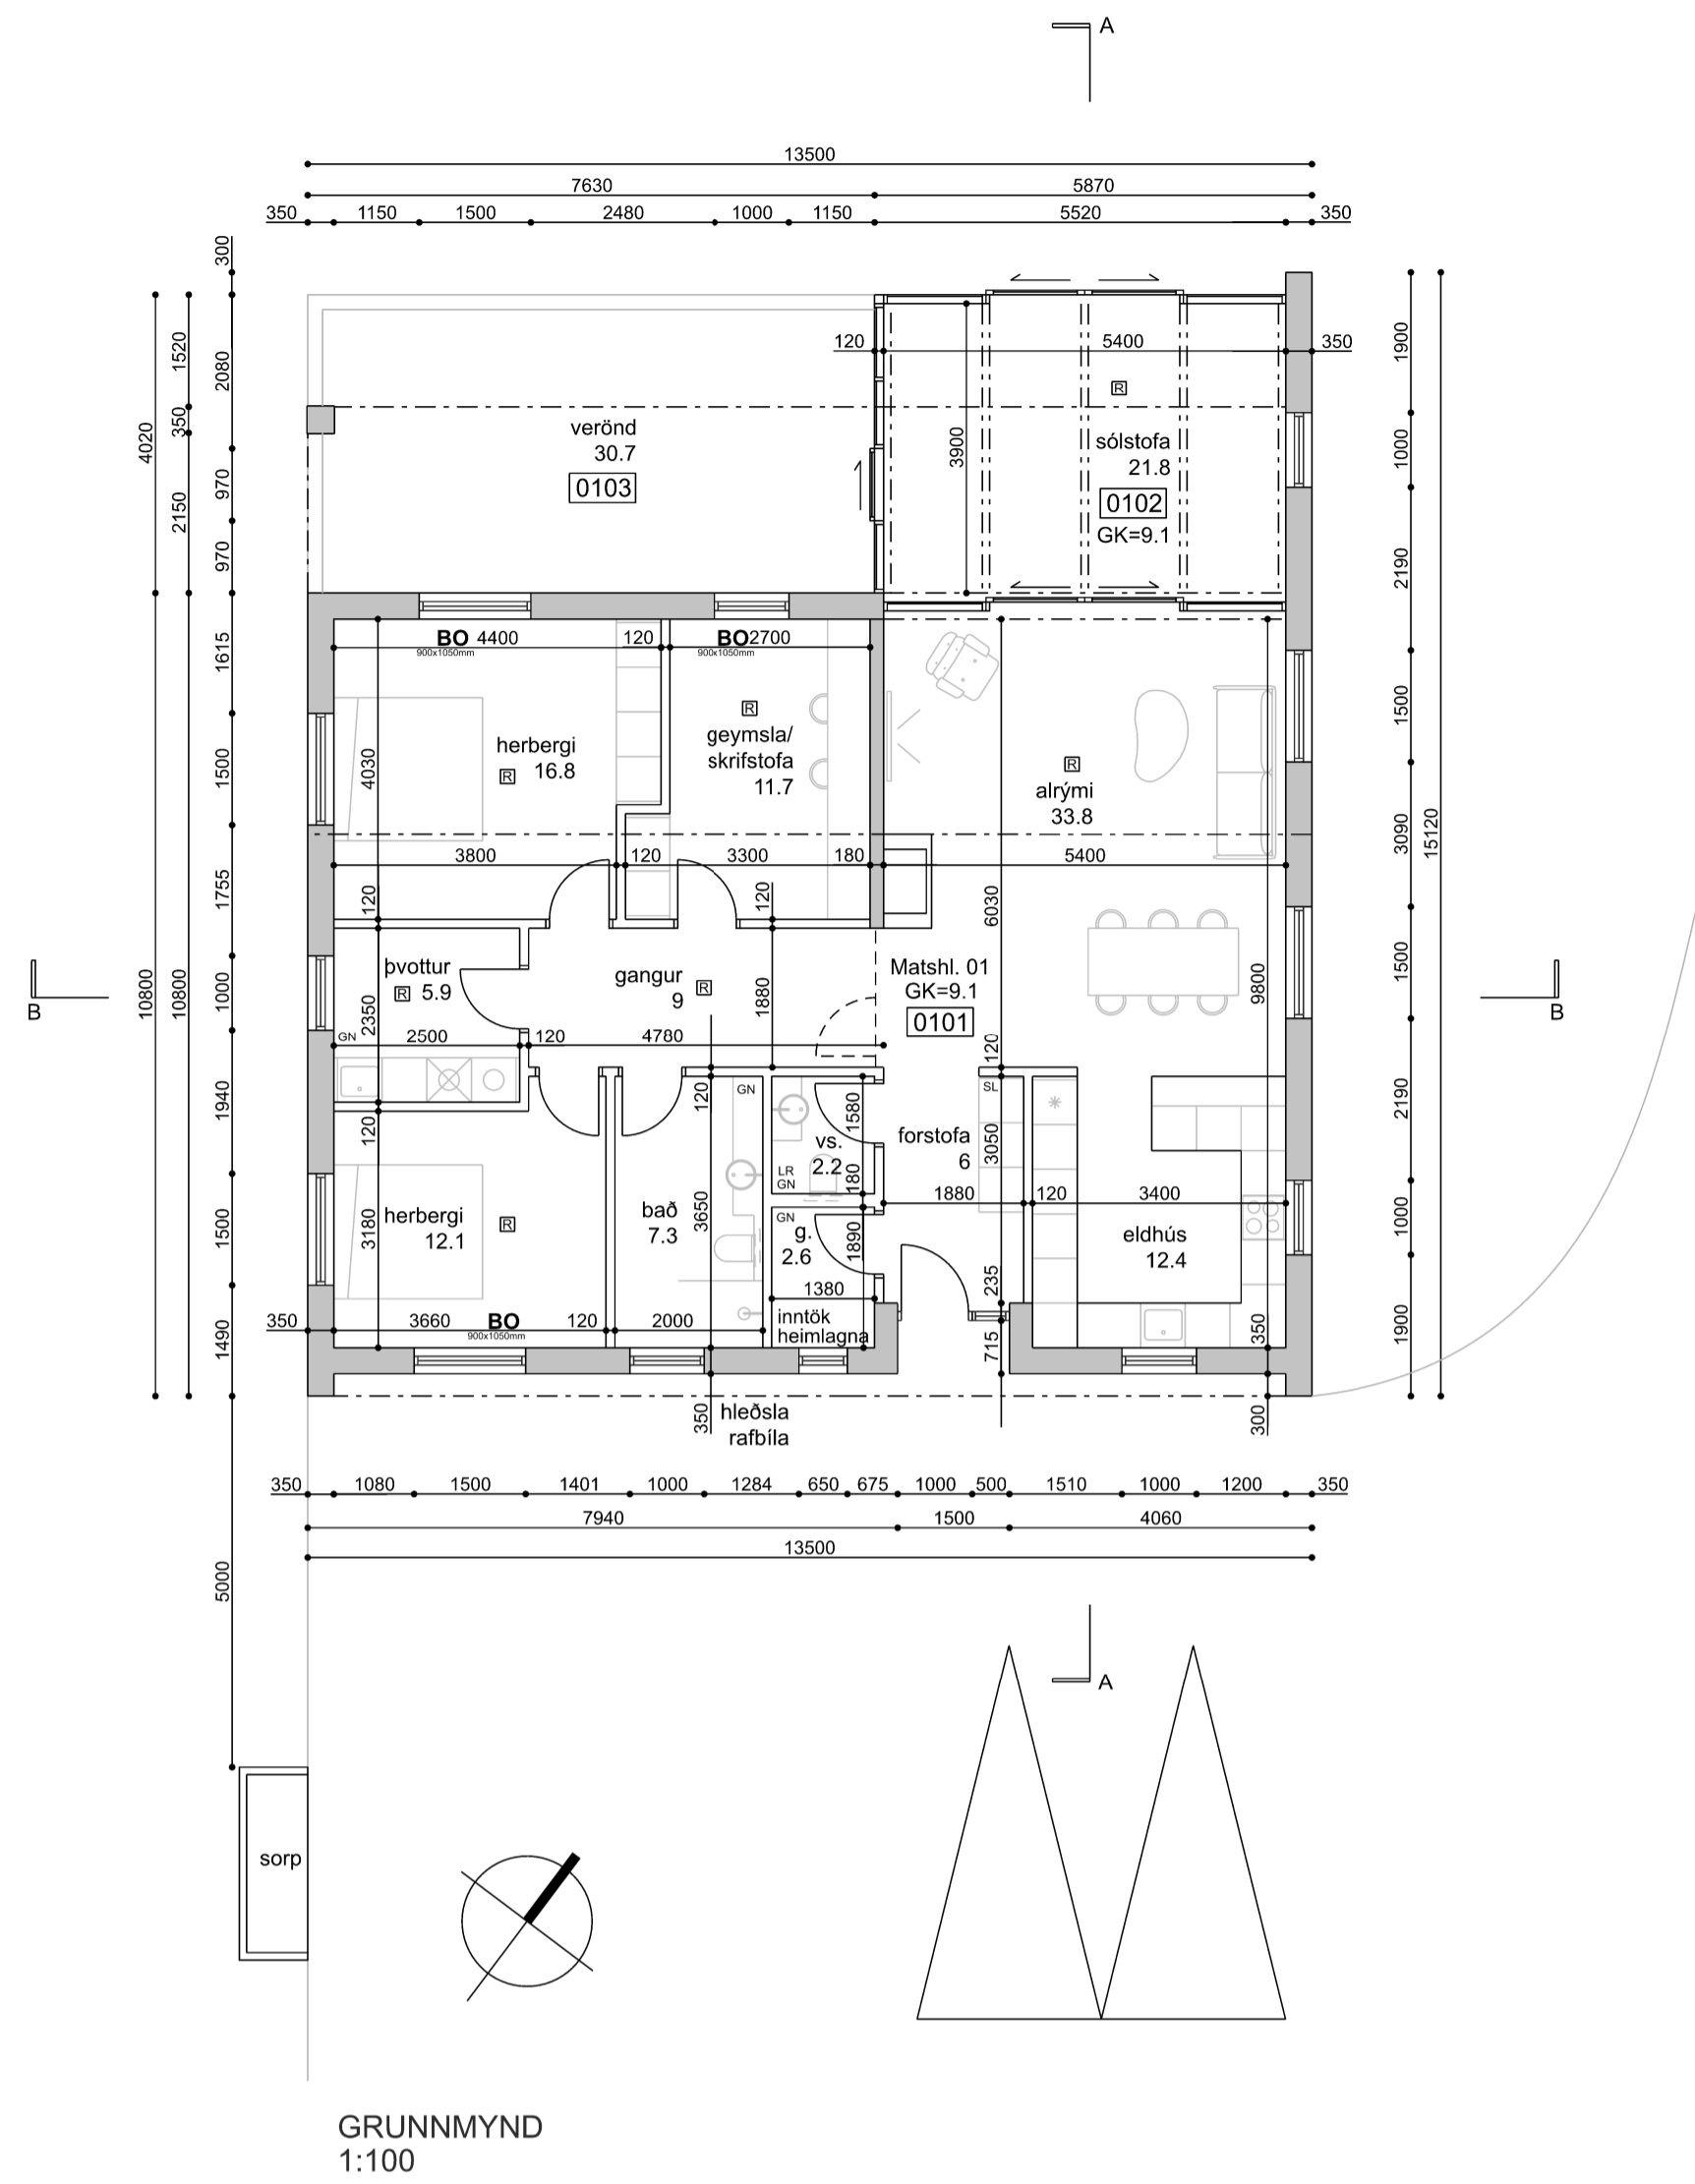 A
13500
7630 5870
350 1150 1500 2480 1000 1150 5520 350
300
2080
970
970
1615
1500
1755
1000
1940
1500
1490
5000
1520
350
2150
10800
4020
10800
1900
1000
2190
1500
3090
1500
2190
1000
1900
15120
120 5400 350
R
3900
verönd
30.7
0103
sólstofa
21.8
0102
GK=9.1
BO 4400 120 BO 2700
900x1050mm 900x1050mm
4030
herbergi
R 16.8
R
geymsla/
skrifstofa
11.7
R
alrými
33.8
3800 120 3300 180 5400
120
120
6030
9800
þvottur
R 5.9
2350
GN
2500 120 4780
gangur
9 R
1880
Matshl. 01
GK=9.1
0101
120
B
B
120
120
3180
herbergi
12.1 R
350 3660 BO 120 2000
900x1050mm
GN
bað
7.3
3650
350
vs.
2.2
LR
GN
1580
180
GN
g.
2.6
1890
1380
inntök
heimlagna
forstofa
6
SL
3050
1880 120 3400
235
715
eldhús
12.4
350
300
hleðsla
rafbíla
350 1080 1500 1401 1000 1284 650 675 1000 500 1510 1000 1200 350
7940 1500 4060
13500
A
sorp
GRUNNMYND
1:100